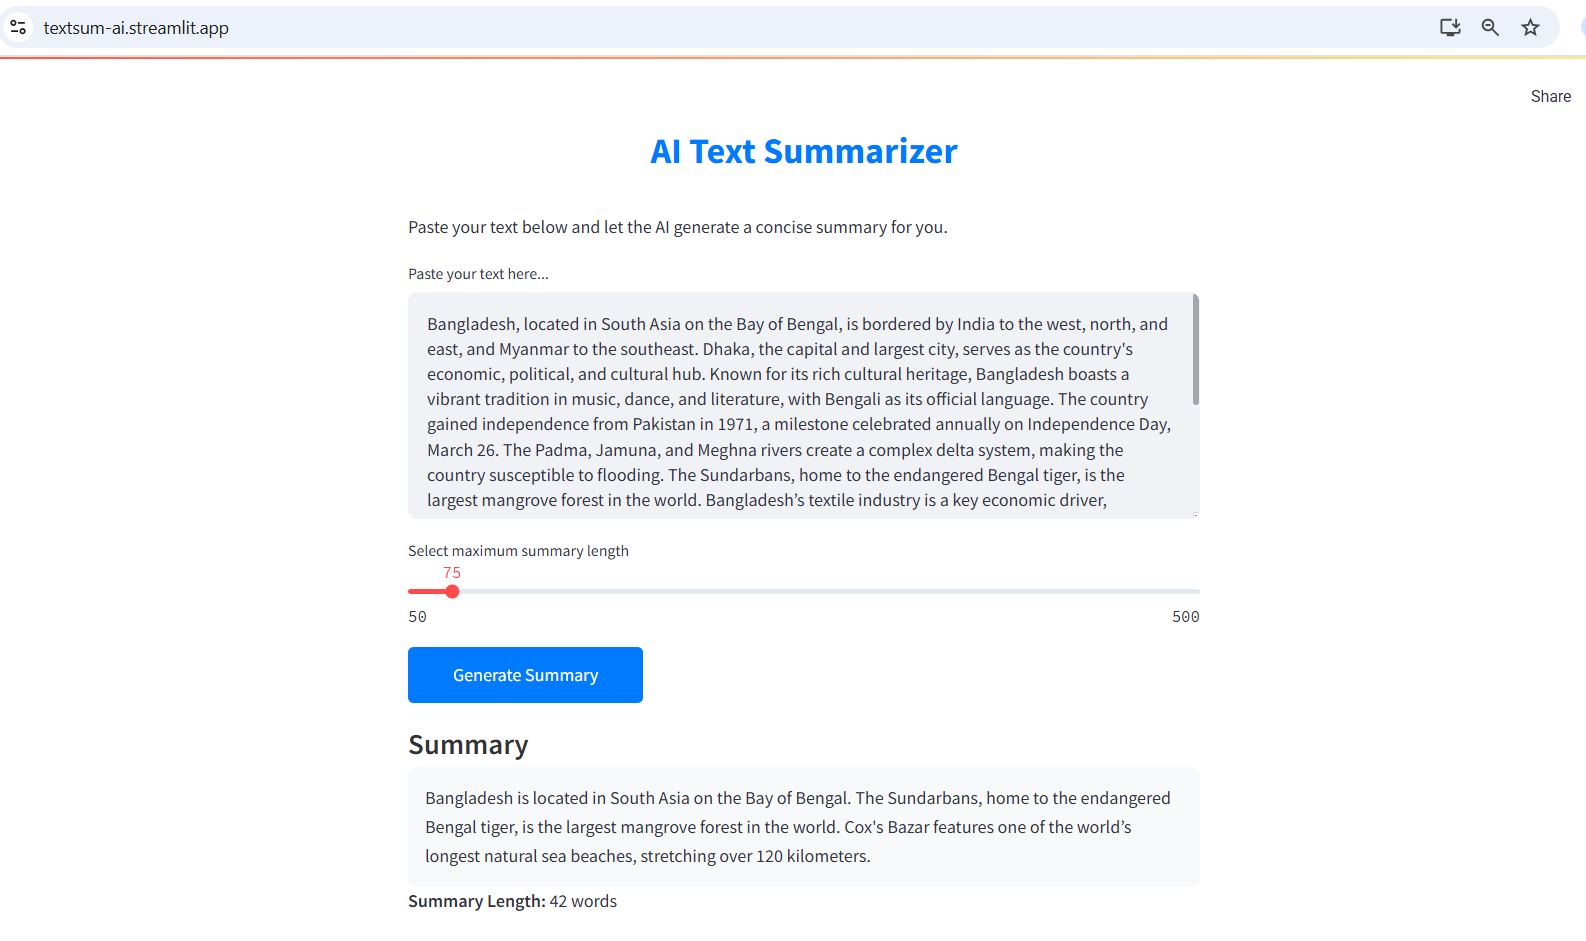 textsum-ai.streamlit.app
Share
AI Text Summarizer
Paste your text below and let the AI generate a concise summary for you.
Paste your text here...
Bangladesh, located in South Asia on the Bay of Bengal, is bordered by India to the west, north, and
east, and Myanmar to the southeast. Dhaka, the capital and largest city, serves as the country's
economic, political, and cultural hub. Known for its rich cultural heritage, Bangladesh boasts a
vibrant tradition in music, dance, and literature, with Bengali as its official language. The country
gained independence from Pakistan in 1971, a milestone celebrated annually on Independence Day,
March 26. The Padma, Jamuna, and Meghna rivers create a complex delta system, making the
country susceptible to flooding. The Sundarbans, home to the endangered Bengal tiger, is the
largest mangrove forest in the world. Bangladesh’s textile industry is a key economic driver,
Select maximum summary length
75
50 500
Generate Summary
Summary
Bangladesh is located in South Asia on the Bay of Bengal. The Sundarbans, home to the endangered
Bengal tiger, is the largest mangrove forest in the world. Cox's Bazar features one of the world’s
longest natural sea beaches, stretching over 120 kilometers.
Summary Length: 42 words